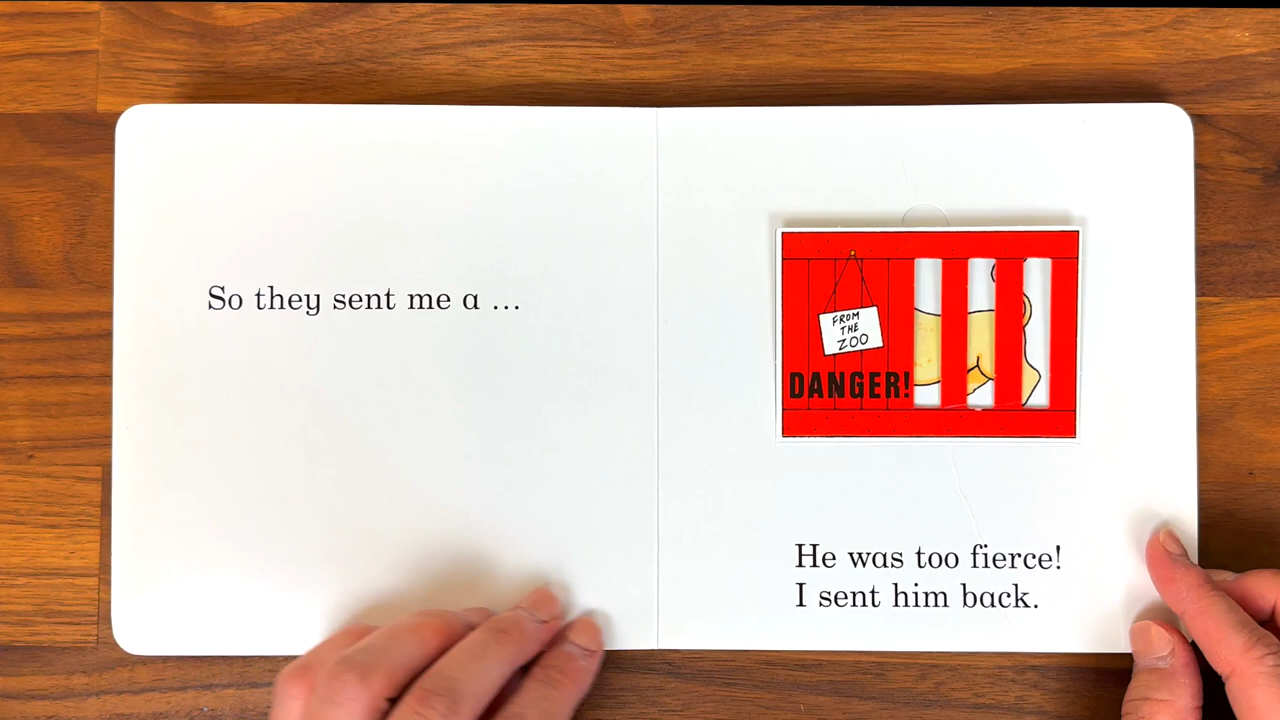 So they sent me a ...
FROM
THE
ZOO
DANGER!
He was too fierce!
I sent him back.